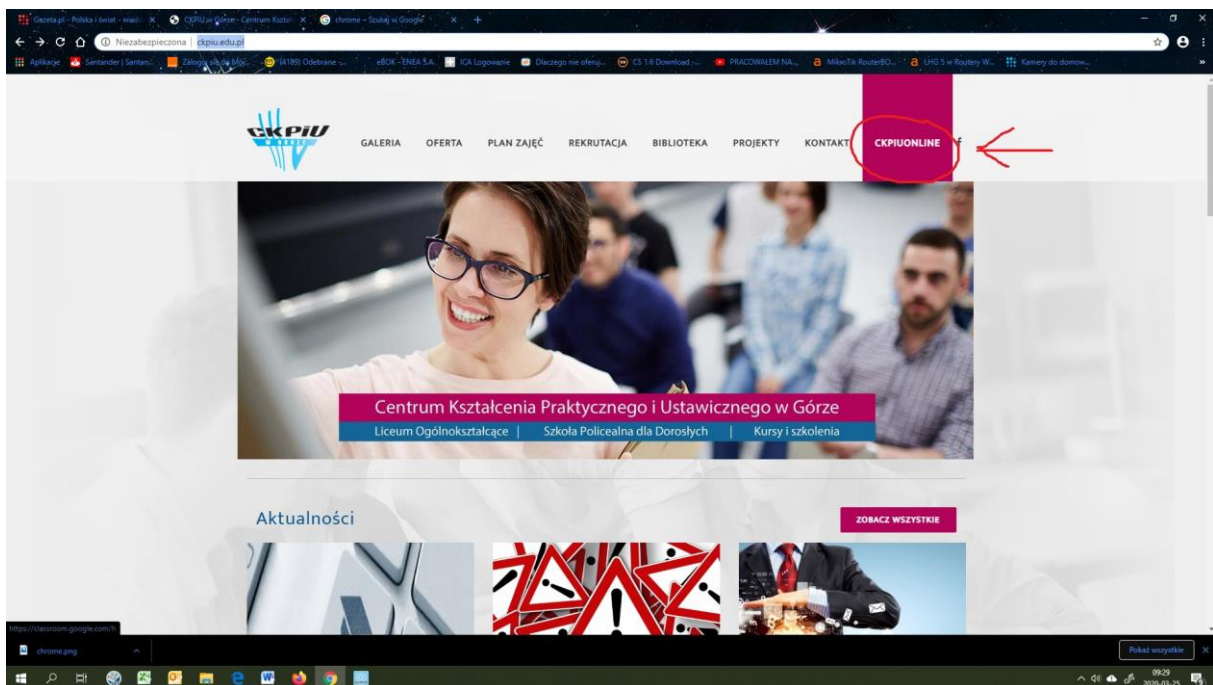 Gazeta.pl - Polska i świat - wiado
CKPiU w Górze - Centrum Kształ
chrome – Szukaj w Google
Niezabezpieczona | ckpiu.edu.pl
Aplikacje
Santander | Santan...
Zaloguj się do Moj...
(4189) Odebrane -...
eBOK – ENEA S.A.
ICA Logowanie
Dlaczego nie oferuj...
CS 1.6 Download -...
PRACOWAŁEM NA...
MikroTik RouterBO...
LHG 5 w Routery W...
Kamery do domow...
CKPiU
W GÓRZE
GALERIA
OFERTA
PLAN ZAJĘĆ
REKRUTACJA
BIBLIOTEKA
PROJEKTY
KONTAKT
CKPIUONLINE
f
Centrum Kształcenia Praktycznego i Ustawicznego w Górze
Liceum Ogólnokształcące | Szkoła Policealna dla Dorosłych | Kursy i szkolenia
Aktualności
ZOBACZ WSZYSTKIE
https://classroom.google.com/h
chrome.png
Pokaż wszystkie
09:29
2020-03-25